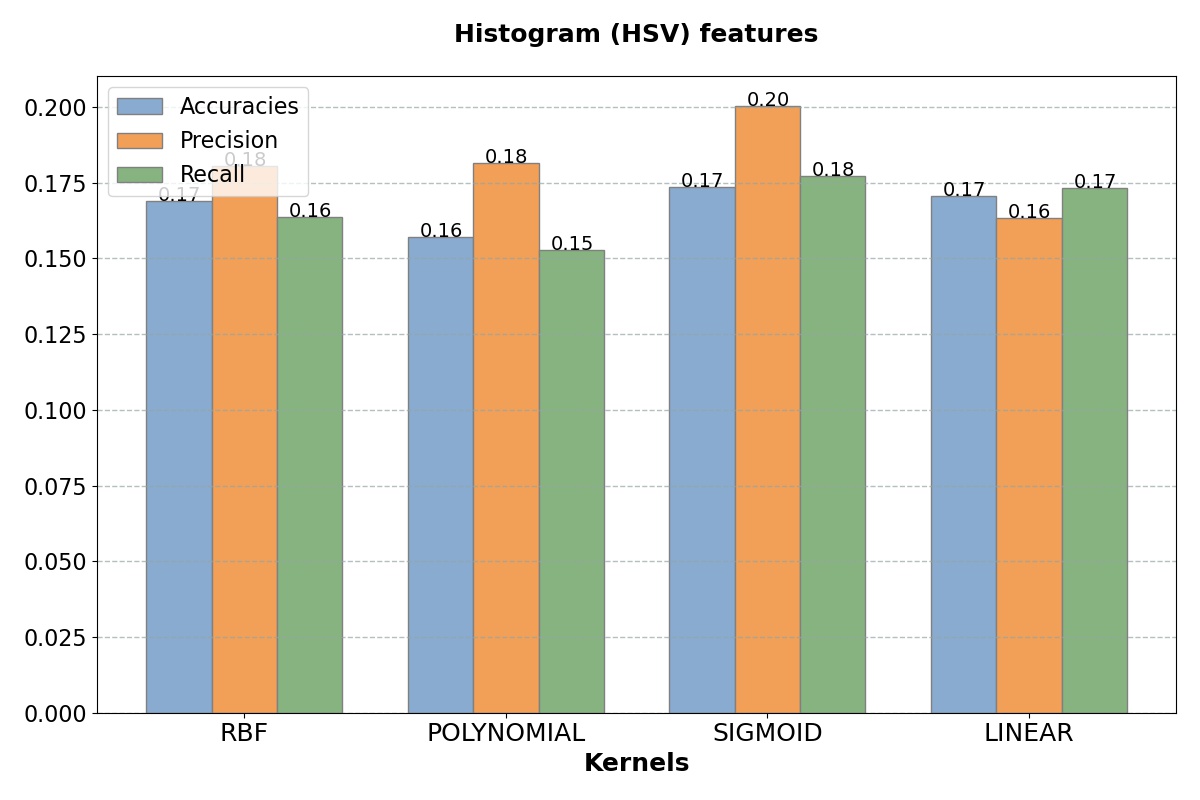 Histogram (HSV) features
0.200
0.175
0.150
0.125
0.100
0.075
0.050
0.025
0.000
Accuracies
Precision
Recall
0.17
0.18
0.16
0.16
0.18
0.15
0.17
0.20
0.18
0.17
0.16
0.17
RBF
POLYNOMIAL
SIGMOID
LINEAR
Kernels